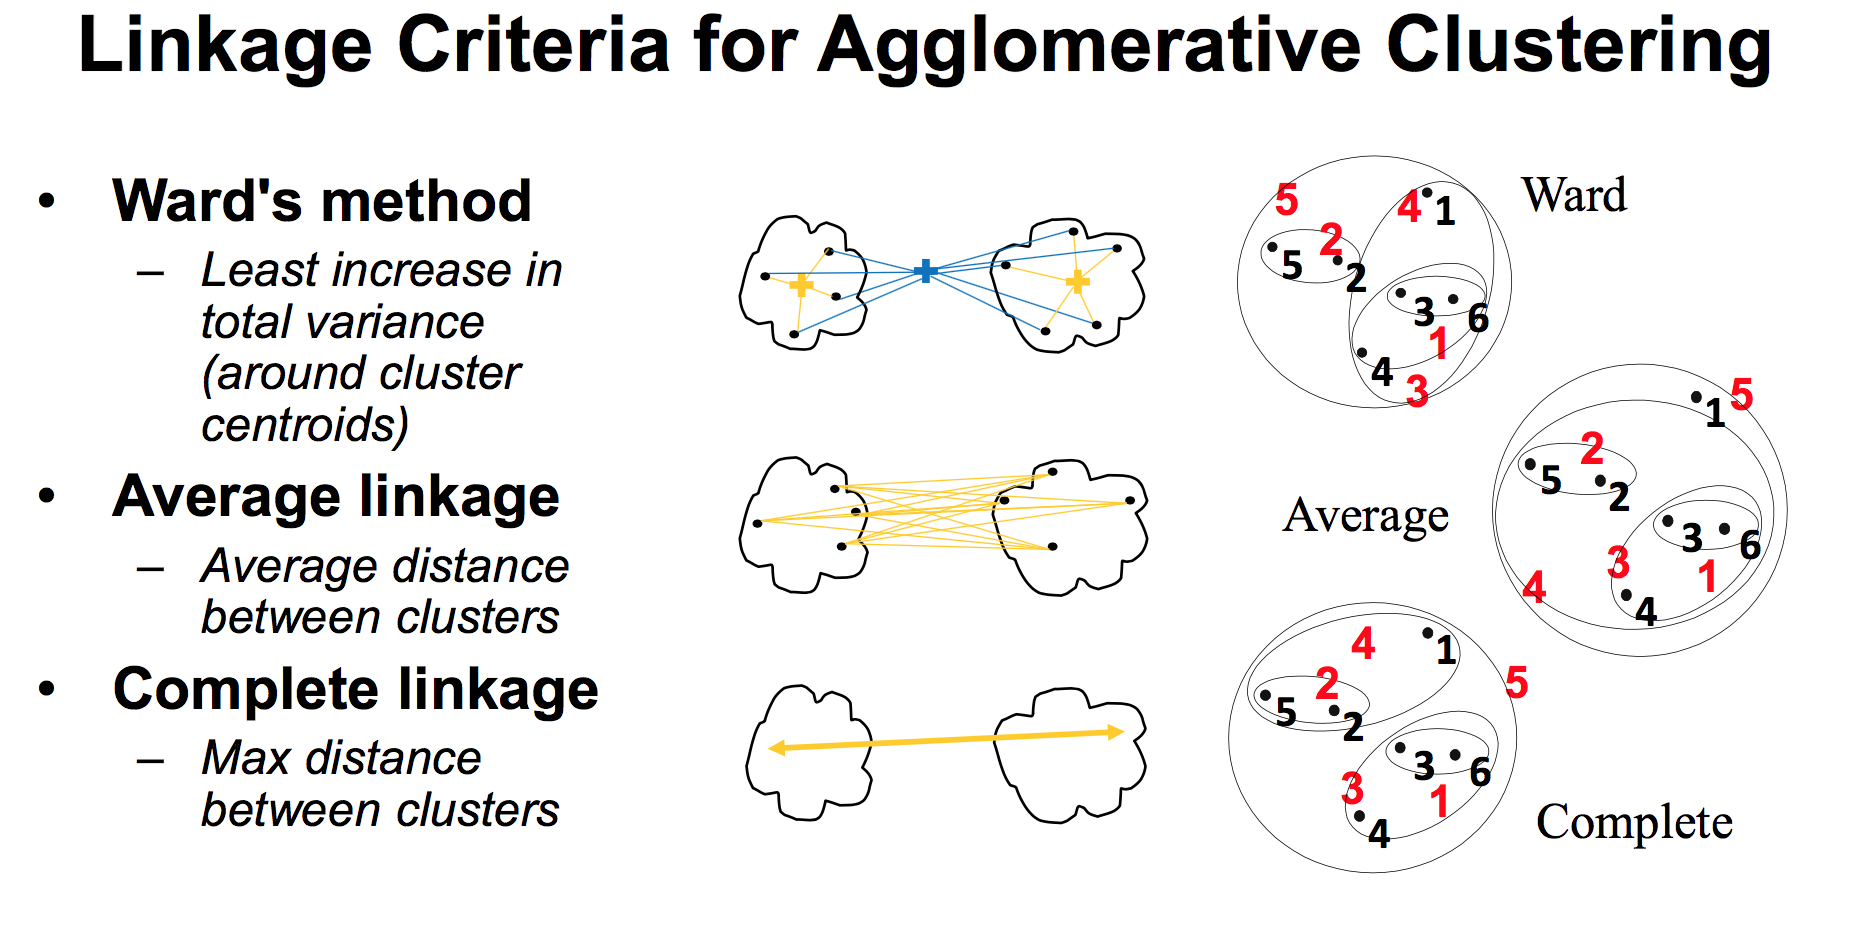 Linkage Criteria for Agglomerative Clustering
• Ward's method
– Least increase in
total variance
(around cluster
centroids)
• Average linkage
– Average distance
between clusters
• Complete linkage
– Max distance
between clusters
Ward
5
4
1
2
5
2
3
6
1
4
3
Average
1
5
2
5
2
3
6
3
1
4
4
Complete
4
1
2
5
5
2
3
6
3
1
4